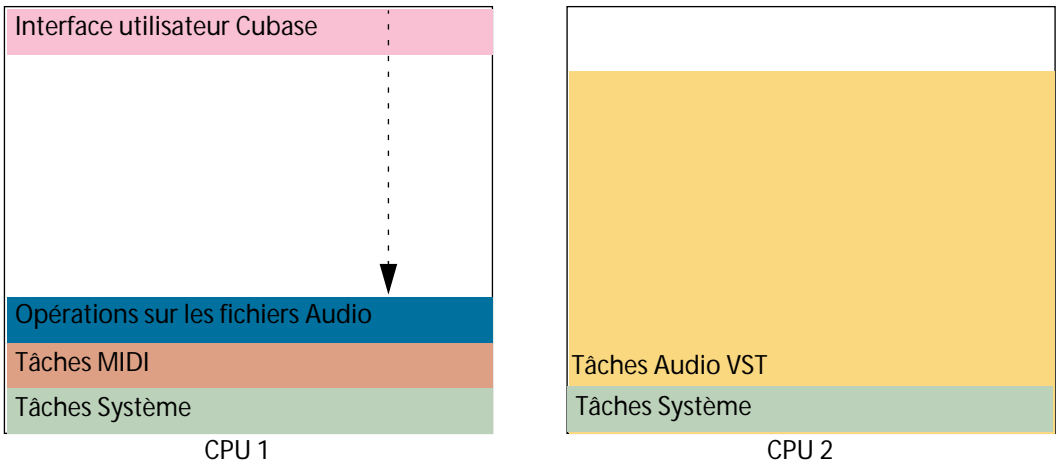 Interface utilisateur Cubase
Opérations sur les fichiers Audio
Tâches MIDI
Tâches Système
CPU 1
Tâches Audio VST
Tâches Système
CPU 2